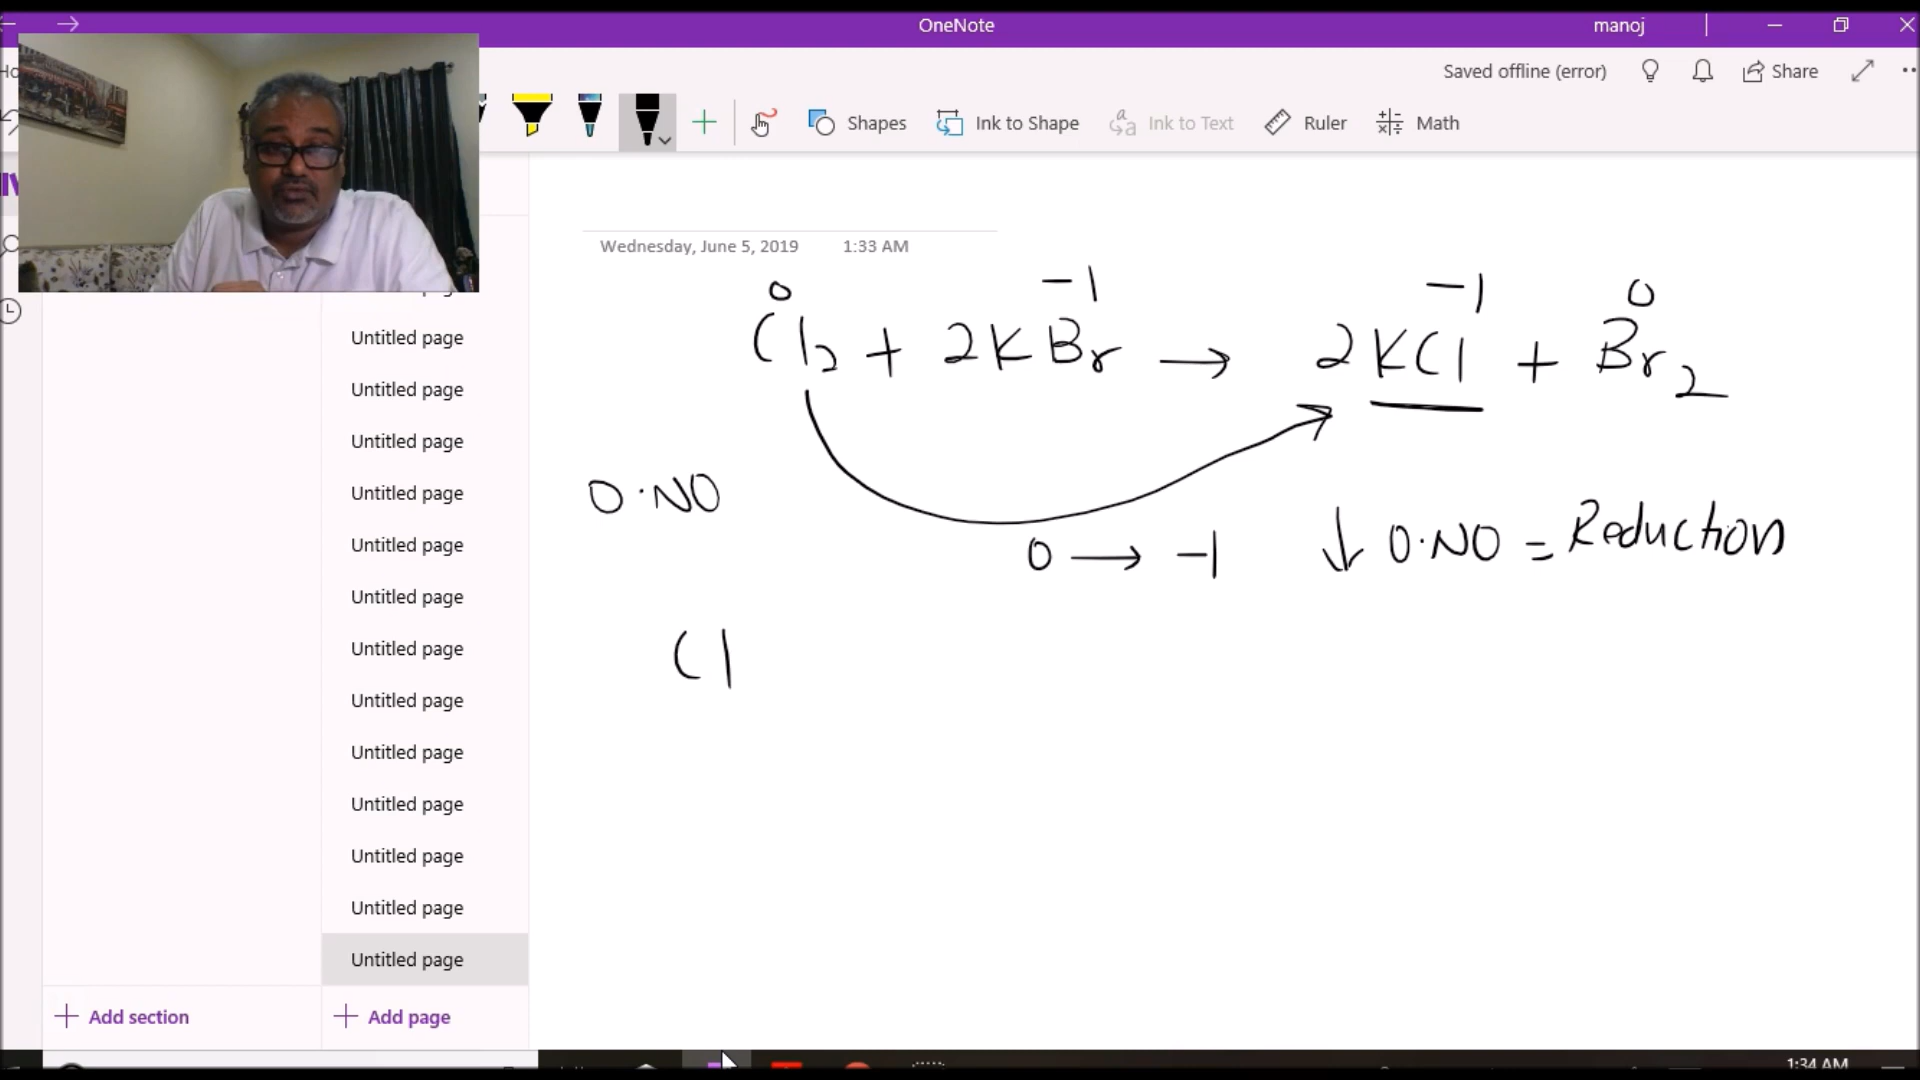 OneNote
manoj
Saved offline (error)
Share
Shapes
Ink to Shape
Ink to Text
Ruler
Math
Wednesday, June 5, 2019 1:33 AM
0 -1 -1 0
Cl2 + 2KBr → 2KCl + Br2
O.NO
0 → -1 ↓ O.NO = Reduction
Cl
Untitled page
Untitled page
Untitled page
Untitled page
Untitled page
Untitled page
Untitled page
Untitled page
Untitled page
Untitled page
Untitled page
Untitled page
Untitled page
Add section
Add page
1:34 AM